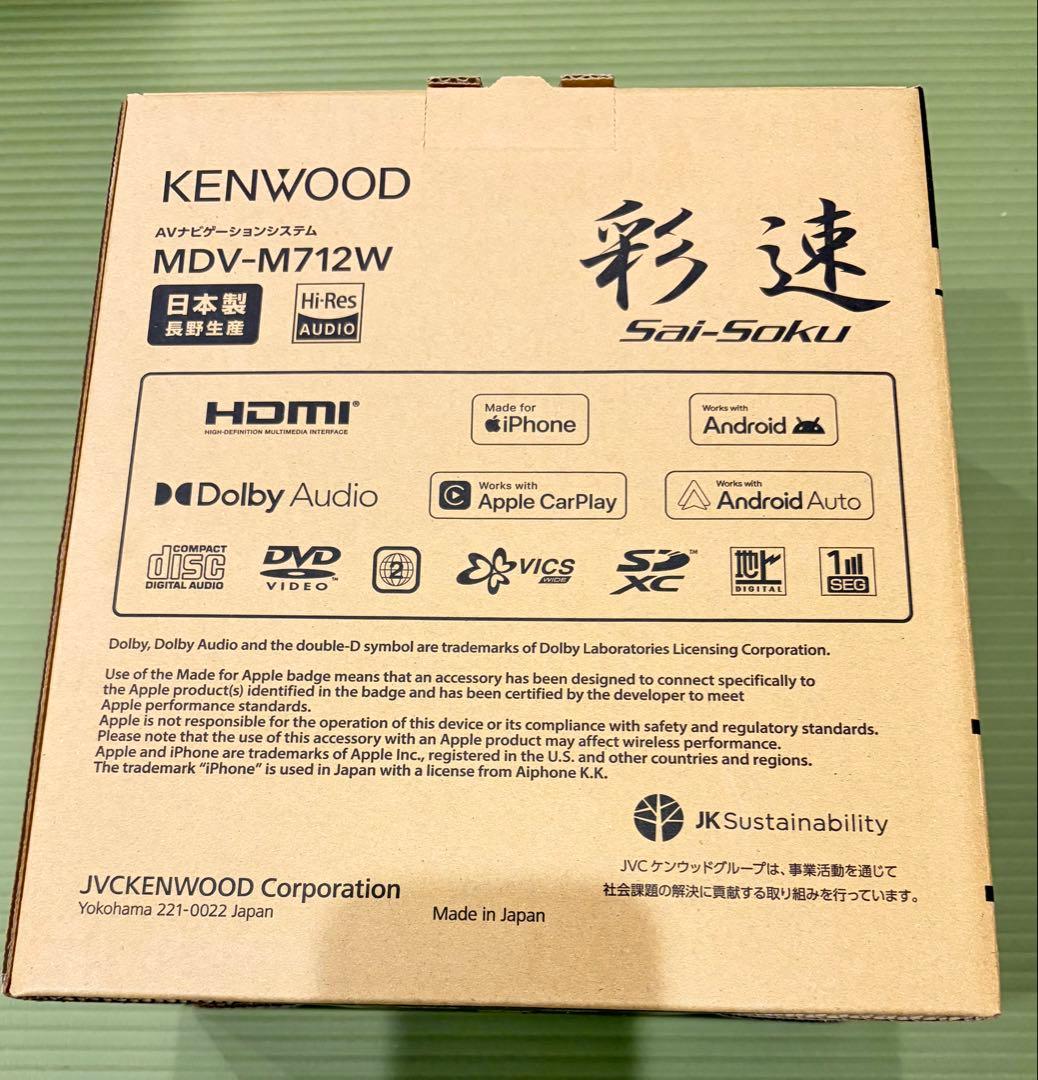 KENWOOD
AVナビゲーションシステム
MDV-M712W
日本製
長野生産
Hi-Res
AUDIO
彩速
Sai-Soku
HDMI®
HIGH-DEFINITION MULTIMEDIA INTERFACE
Made for
iPhone
Works with
Android
Dolby Audio
Works with
Apple CarPlay
Works with
Android Auto
COMPACT
disc
DIGITAL AUDIO
DVD
VIDEO™
2
VICS
WIDE
SD™
XC
地上
DIGITAL
1
SEG
Dolby, Dolby Audio and the double-D symbol are trademarks of Dolby Laboratories Licensing Corporation.
Use of the Made for Apple badge means that an accessory has been designed to connect specifically to
the Apple product(s) identified in the badge and has been certified by the developer to meet
Apple performance standards.
Apple is not responsible for the operation of this device or its compliance with safety and regulatory standards.
Please note that the use of this accessory with an Apple product may affect wireless performance.
Apple and iPhone are trademarks of Apple Inc., registered in the U.S. and other countries and regions.
The trademark “iPhone” is used in Japan with a license from Aiphone K.K.
JK Sustainability
JVCケンウッドグループは、事業活動を通じて
社会課題の解決に貢献する取り組みを行っています。
JVCKENWOOD Corporation
Yokohama 221-0022 Japan
Made in Japan